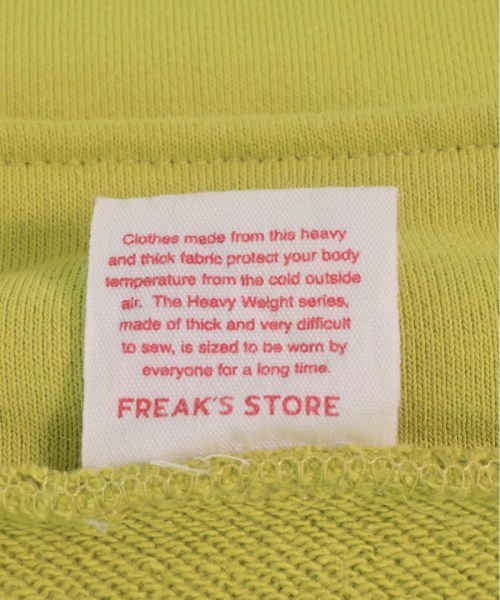 Clothes made from this heavy
and thick fabric protect your body
temperature from the cold outside
air. The Heavy Weight series,
made of thick and very difficult
to sew, is sized to be worn by
everyone for a long time.
FREAK'S STORE